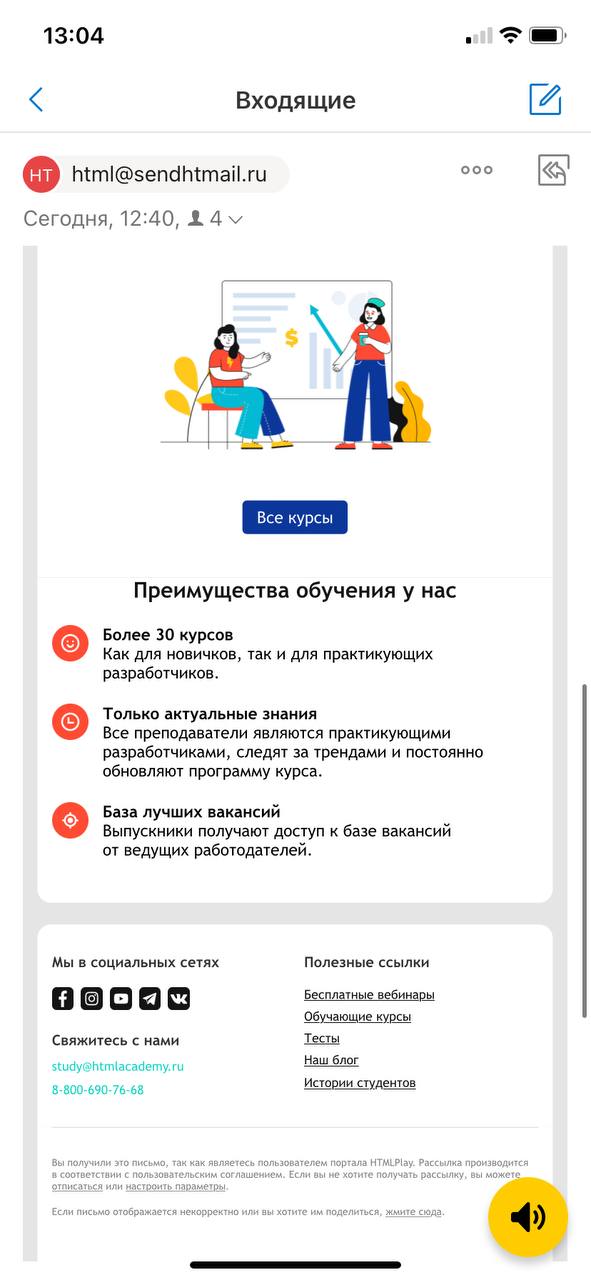 13:04
Входящие
HT
html@sendhtmail.ru
Сегодня, 12:40, 4
$
Все курсы
Преимущества обучения у нас
Более 30 курсов
Как для новичков, так и для практикующих
разработчиков.
Только актуальные знания
Все преподаватели являются практикующими
разработчиками, следят за трендами и постоянно
обновляют программу курса.
База лучших вакансий
Выпускники получают доступ к базе вакансий
от ведущих работодателей.
Мы в социальных сетях
Свяжитесь с нами
study@htmlacademy.ru
8-800-690-76-68
Полезные ссылки
Бесплатные вебинары
Обучающие курсы
Тесты
Наш блог
Истории студентов
Вы получили это письмо, так как являетесь пользователем портала HTMLPlay. Рассылка производится
в соответствии с пользовательским соглашением. Если вы не хотите получать рассылку, вы можете
отписаться или настроить параметры.
Если письмо отображается некорректно или вы хотите им поделиться, жмите сюда.